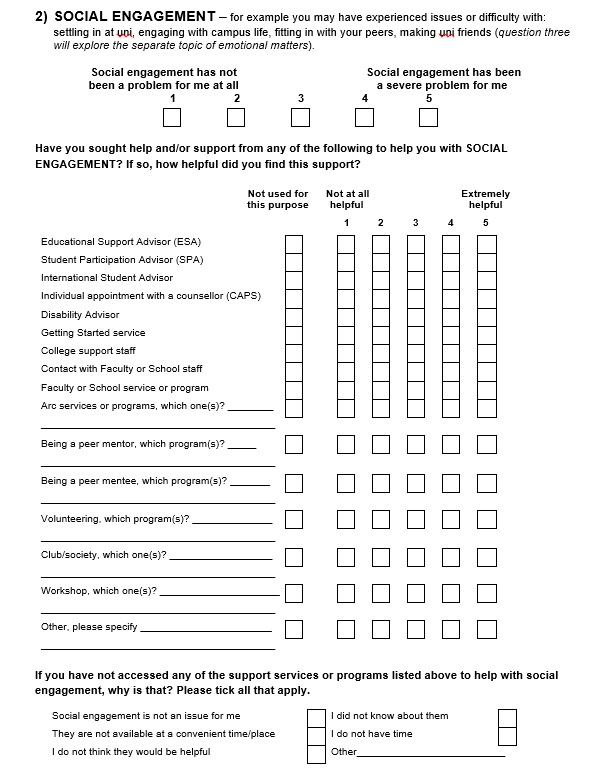 2) SOCIAL ENGAGEMENT – for example you may have experienced issues or difficulty with:
settling in at uni, engaging with campus life, fitting in with your peers, making uni friends (question three
will explore the separate topic of emotional matters).
Social engagement has not Social engagement has been
been a problem for me at all a severe problem for me
1 2 3 4 5
Have you sought help and/or support from any of the following to help you with SOCIAL
ENGAGEMENT? If so, how helpful did you find this support?
Not used for Not at all Extremely
this purpose helpful helpful
1 2 3 4 5
Educational Support Advisor (ESA)
Student Participation Advisor (SPA)
International Student Advisor
Individual appointment with a counsellor (CAPS)
Disability Advisor
Getting Started service
College support staff
Contact with Faculty or School staff
Faculty or School service or program
Arc services or programs, which one(s)? ________
Being a peer mentor, which program(s)? _____
Being a peer mentee, which program(s)? _______
Volunteering, which program(s)? ______________
Club/society, which one(s)? __________________
Workshop, which one(s)? _____________________
Other, please specify _______________________
If you have not accessed any of the support services or programs listed above to help with social
engagement, why is that? Please tick all that apply.
Social engagement is not an issue for me I did not know about them
They are not available at a convenient time/place I do not have time
I do not think they would be helpful Other__________________________